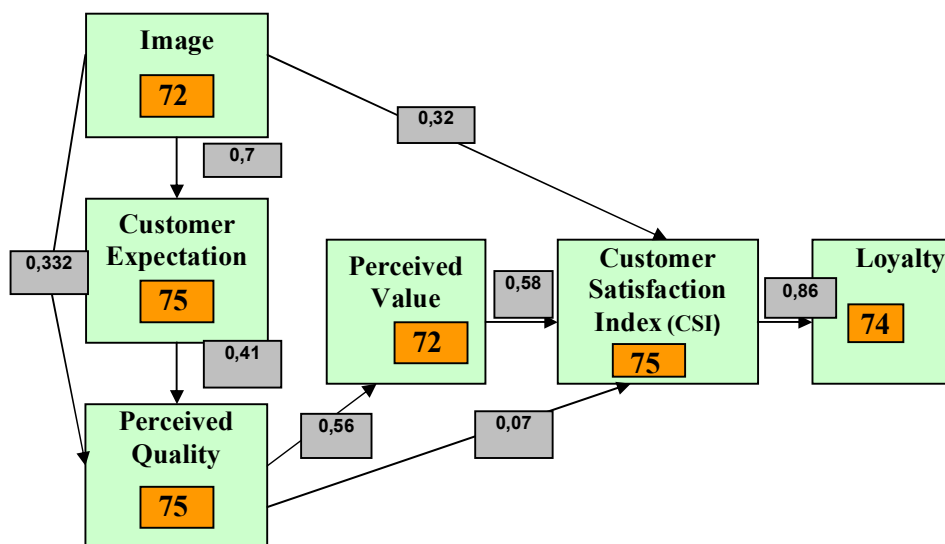 Image
72
0,32
0,7
Customer
Expectation
75
0,332
0,41
Perceived
Value
72
0,58
Customer
Satisfaction
Index (CSI)
75
0,86
Loyalty
74
Perceived
Quality
75
0,56
0,07